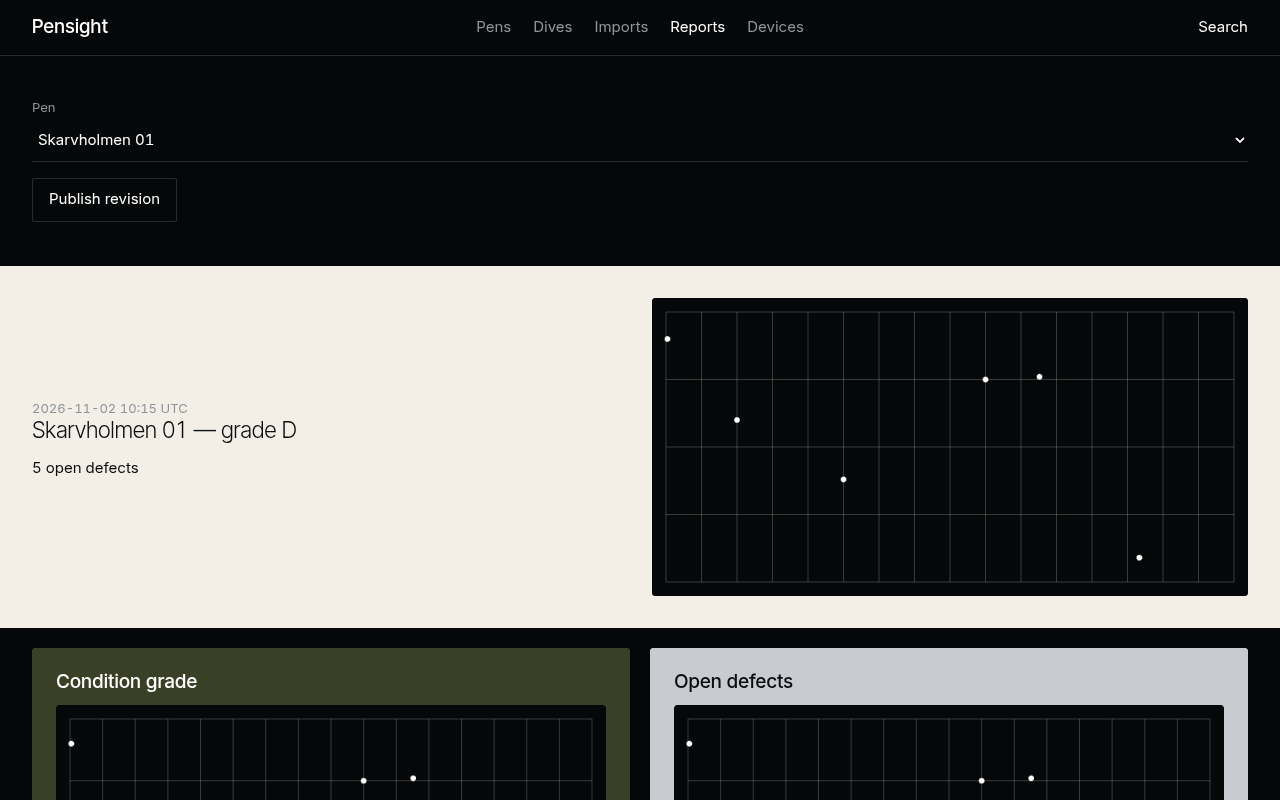 Pensight
Pens Dives Imports Reports Devices
Search
Pen
Skarvholmen 01
Publish revision
2026-11-02 10:15 UTC
Skarvholmen 01 — grade D
5 open defects
Condition grade
Open defects